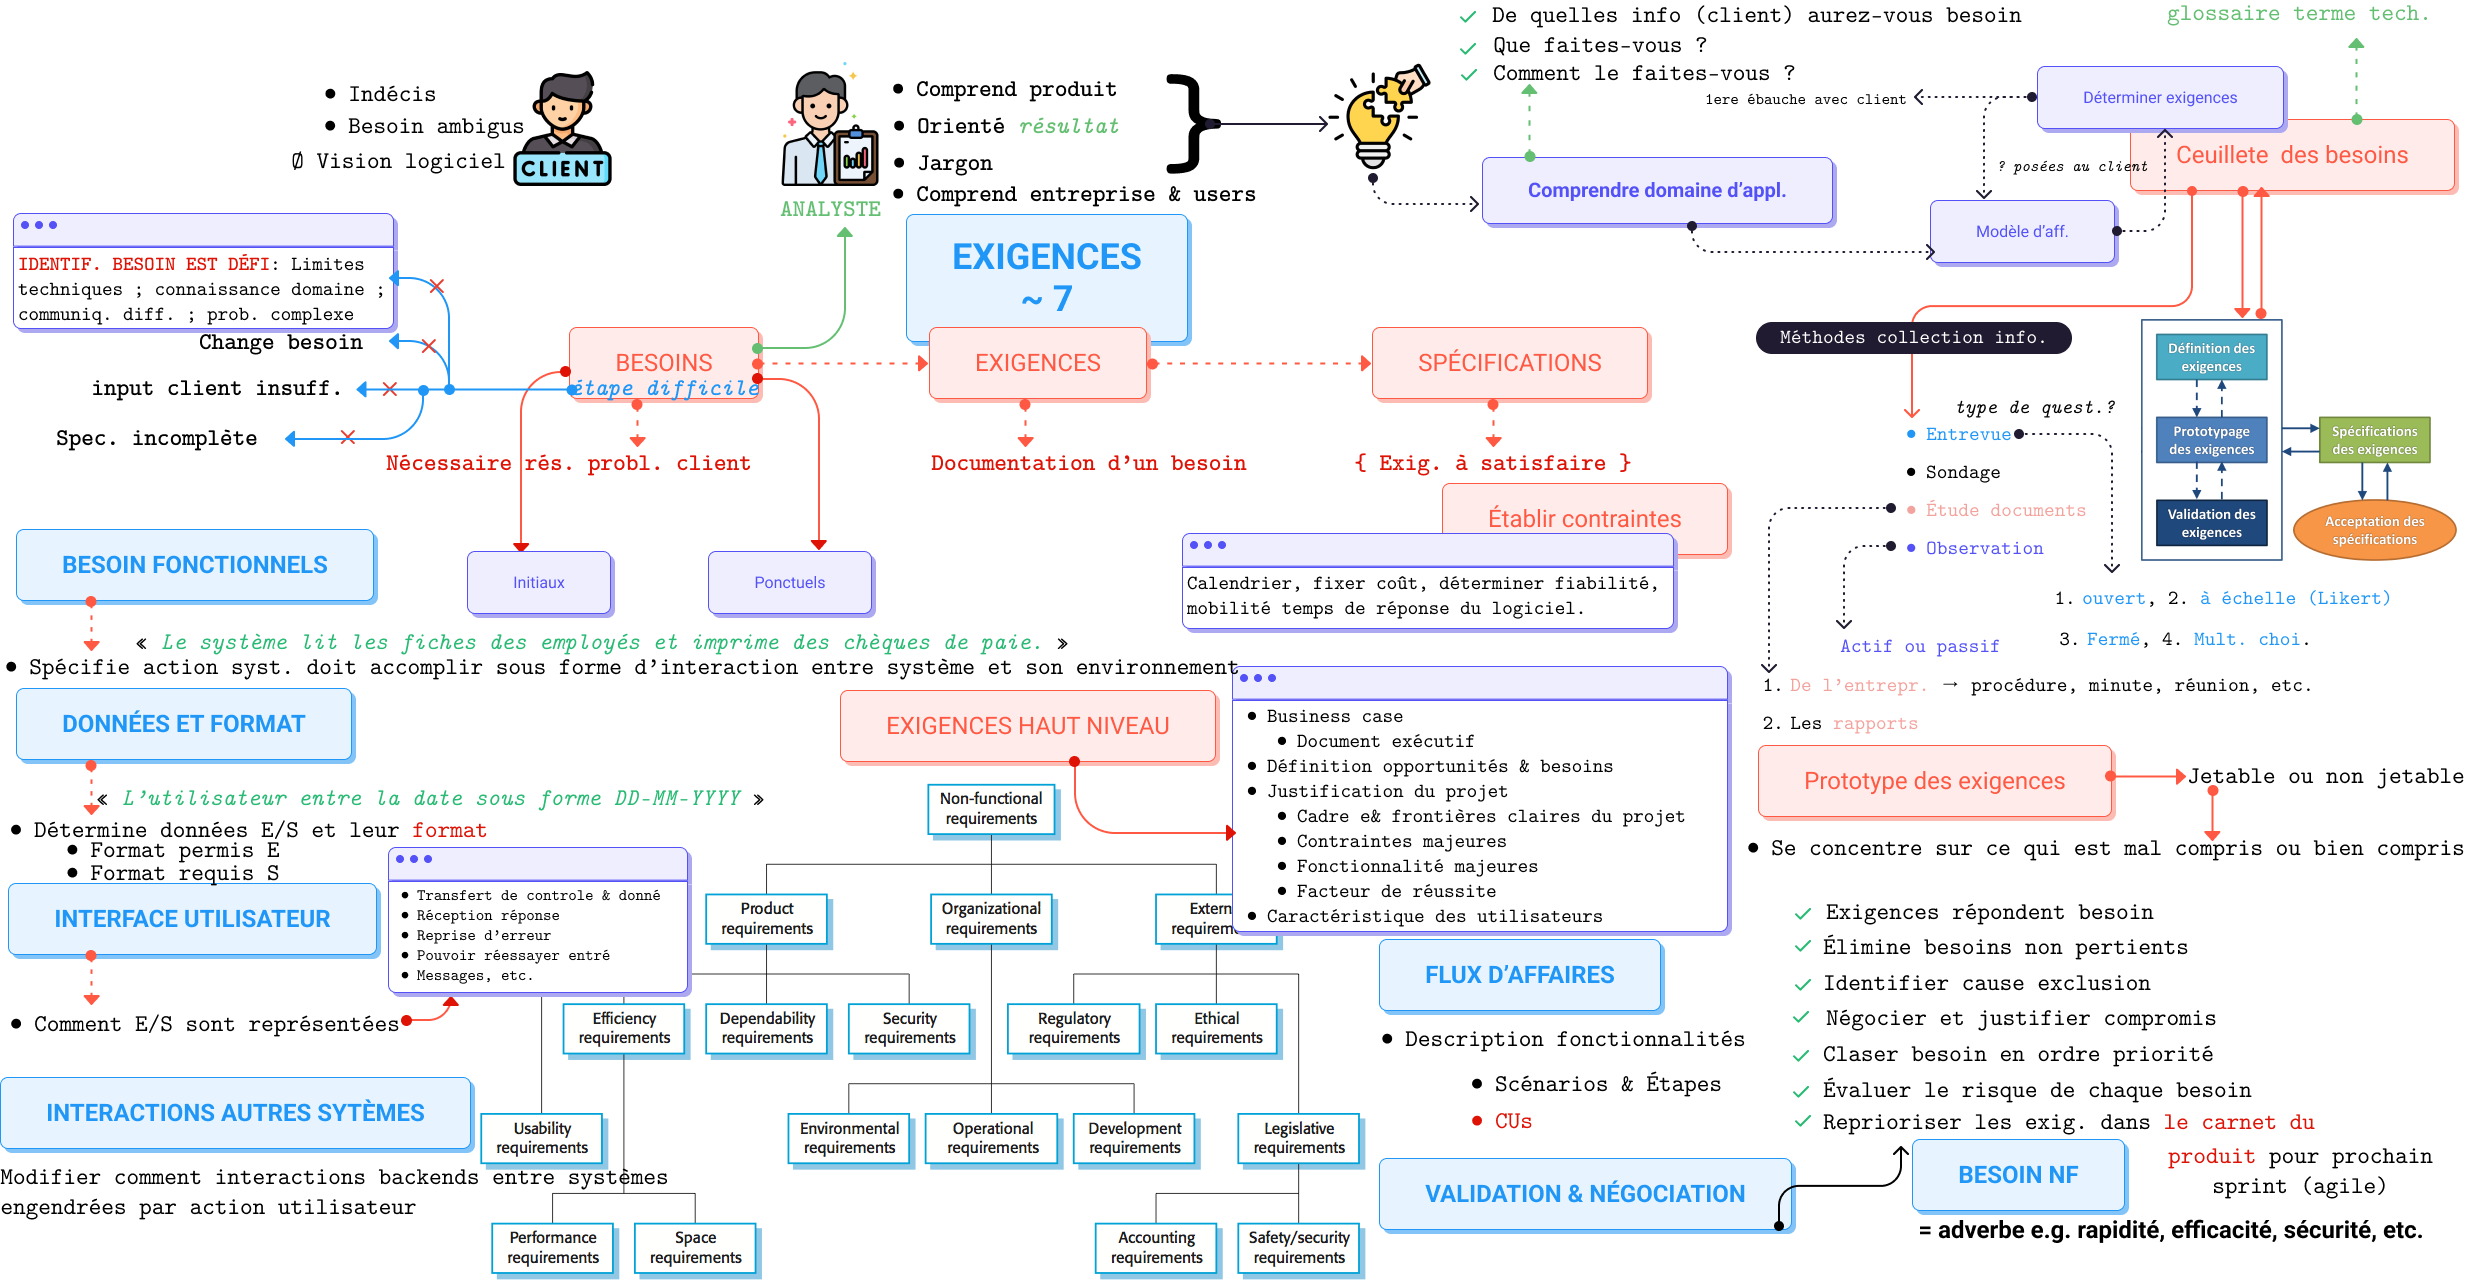 De quelles info (client) aurez-vous besoin
Que faites-vous ?
Comment le faites-vous ?
glossaire terme tech.
Indécis
Besoin ambigus
Ø Vision logiciel
CLIENT
ANALYSTE
Comprend produit
Orienté résultat
Jargon
Comprend entreprise & users
1ere ébauche avec client
Déterminer exigences
Ceuillete des besoins
? posées au client
Comprendre domaine d'appl.
Modèle d'aff.
IDENTIF. BESOIN EST DÉFI: Limites
techniques ; connaissance domaine ;
communiq. diff. ; prob. complexe
Change besoin
input client insuff.
Spec. incomplète
EXIGENCES
~ 7
BESOINS
étape difficile
EXIGENCES
SPÉCIFICATIONS
Nécessaire rés. probl. client
Documentation d'un besoin
{ Exig. à satisfaire }
Initiaux
Ponctuels
Établir contraintes
Calendrier, fixer coût, déterminer fiabilité,
mobilité temps de réponse du logiciel.
Méthodes collection info.
type de quest.?
Entrevue
Sondage
Étude documents
Observation
Définition des
exigences
Prototypage
des exigences
Validation des
exigences
Spécifications
des exigences
Acceptation des
spécifications
1. ouvert, 2. à échelle (Likert)
3. Fermé, 4. Mult. choi.
Actif ou passif
1. De l'entrepr. → procédure, minute, réunion, etc.
2. Les rapports
BESOIN FONCTIONNELS
« Le système lit les fiches des employés et imprime des chèques de paie. »
Spécifie action syst. doit accomplir sous forme d'interaction entre système et son environnement
DONNÉES ET FORMAT
« L'utilisateur entre la date sous forme DD-MM-YYYY »
Détermine données E/S et leur format
Format permis E
Format requis S
INTERFACE UTILISATEUR
Transfert de controle & donné
Réception réponse
Reprise d'erreur
Pouvoir réessayer entré
Messages, etc.
Comment E/S sont représentées
INTERACTIONS AUTRES SYTÈMES
Modifier comment interactions backends entre systèmes
engendrées par action utilisateur
EXIGENCES HAUT NIVEAU
Business case
Document exécutif
Définition opportunités & besoins
Justification du projet
Cadre e& frontières claires du projet
Contraintes majeures
Fonctionnalité majeures
Facteur de réussite
Caractéristique des utilisateurs
Non-functional
requirements
Product
requirements
Organizational
requirements
Extern
requirem
Efficiency
requirements
Dependability
requirements
Security
requirements
Regulatory
requirements
Ethical
requirements
Usability
requirements
Environmental
requirements
Operational
requirements
Development
requirements
Legislative
requirements
Performance
requirements
Space
requirements
Accounting
requirements
Safety/security
requirements
Prototype des exigences
Jetable ou non jetable
Se concentre sur ce qui est mal compris ou bien compris
FLUX D'AFFAIRES
Description fonctionnalités
Scénarios & Étapes
CUs
VALIDATION & NÉGOCIATION
Exigences répondent besoin
Élimine besoins non pertients
Identifier cause exclusion
Négocier et justifier compromis
Claser besoin en ordre priorité
Évaluer le risque de chaque besoin
Reprioriser les exig. dans le carnet du
produit pour prochain
sprint (agile)
BESOIN NF
= adverbe e.g. rapidité, efficacité, sécurité, etc.